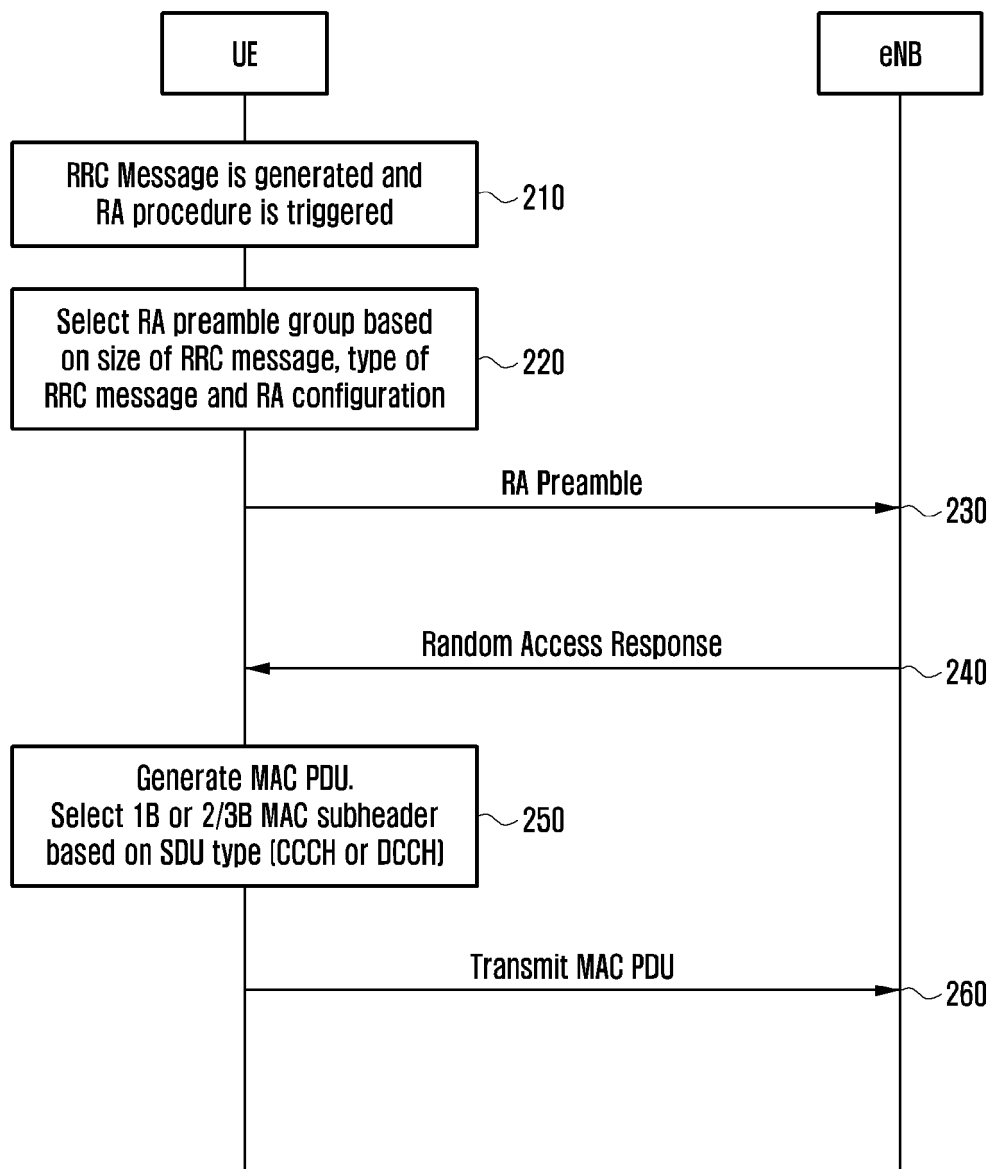 UE
eNB
RRC Message is generated and
RA procedure is triggered
210
Select RA preamble group based
on size of RRC message, type of
RRC message and RA configuration
220
RA Preamble
230
Random Access Response
240
Generate MAC PDU.
Select 1B or 2/3B MAC subheader
based on SDU type (CCCH or DCCH)
250
Transmit MAC PDU
260